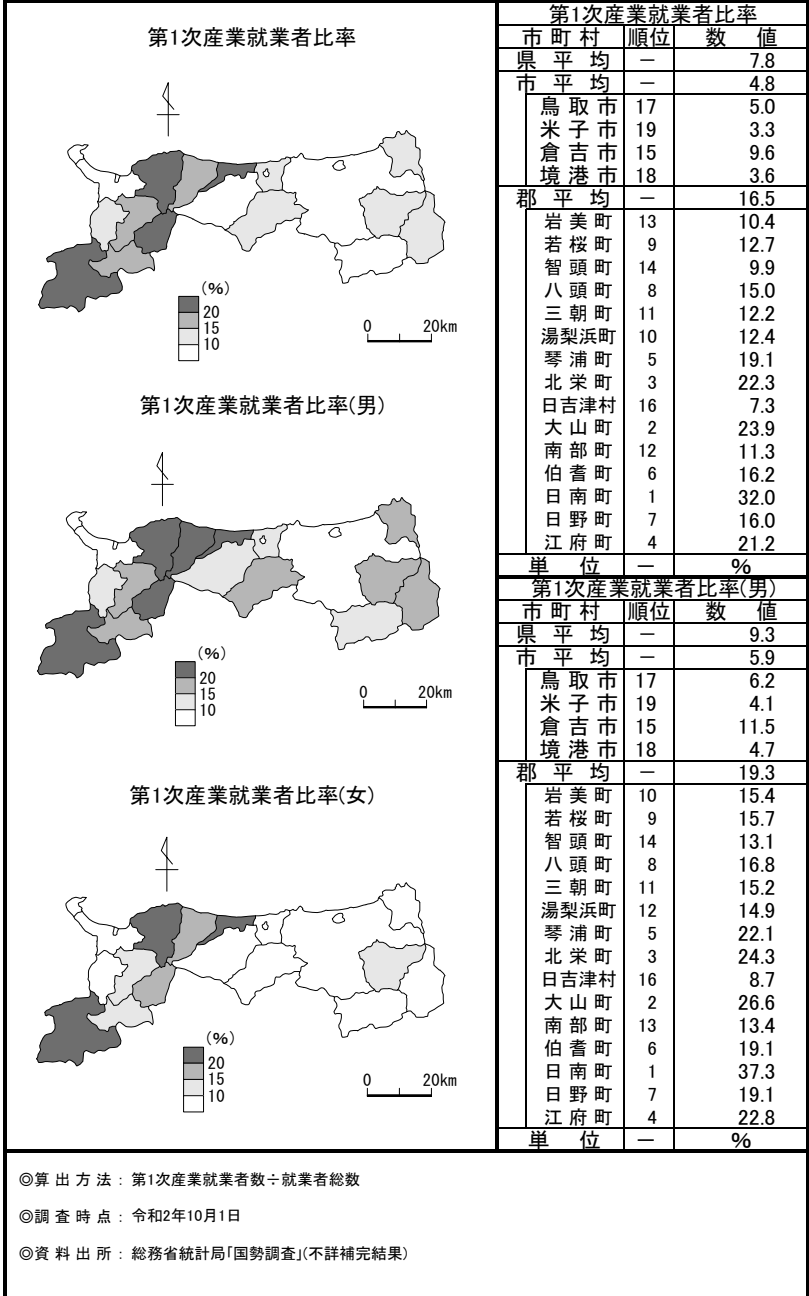 第1次産業就業者比率
(%)
20
15
10
0 20km
第1次産業就業者比率(男)
(%)
20
15
10
0 20km
第1次産業就業者比率(女)
(%)
20
15
10
0 20km
第1次産業就業者比率
市町村 順位 数 値
県 平 均 － 7.8
市 平 均 － 4.8
鳥取市 17 5.0
米子市 19 3.3
倉吉市 15 9.6
境港市 18 3.6
郡 平 均 － 16.5
岩美町 13 10.4
若桜町 9 12.7
智頭町 14 9.9
八頭町 8 15.0
三朝町 11 12.2
湯梨浜町 10 12.4
琴浦町 5 19.1
北栄町 3 22.3
日吉津村 16 7.3
大山町 2 23.9
南部町 12 11.3
伯耆町 6 16.2
日南町 1 32.0
日野町 7 16.0
江府町 4 21.2
単 位 － %
第1次産業就業者比率(男)
市町村 順位 数 値
県 平 均 － 9.3
市 平 均 － 5.9
鳥取市 17 6.2
米子市 19 4.1
倉吉市 15 11.5
境港市 18 4.7
郡 平 均 － 19.3
岩美町 10 15.4
若桜町 9 15.7
智頭町 14 13.1
八頭町 8 16.8
三朝町 11 15.2
湯梨浜町 12 14.9
琴浦町 5 22.1
北栄町 3 24.3
日吉津村 16 8.7
大山町 2 26.6
南部町 13 13.4
伯耆町 6 19.1
日南町 1 37.3
日野町 7 19.1
江府町 4 22.8
単 位 － %
◎算出方法：第1次産業就業者数÷就業者総数
◎調査時点：令和2年10月1日
◎資料出所：総務省統計局「国勢調査」(不詳補完結果)